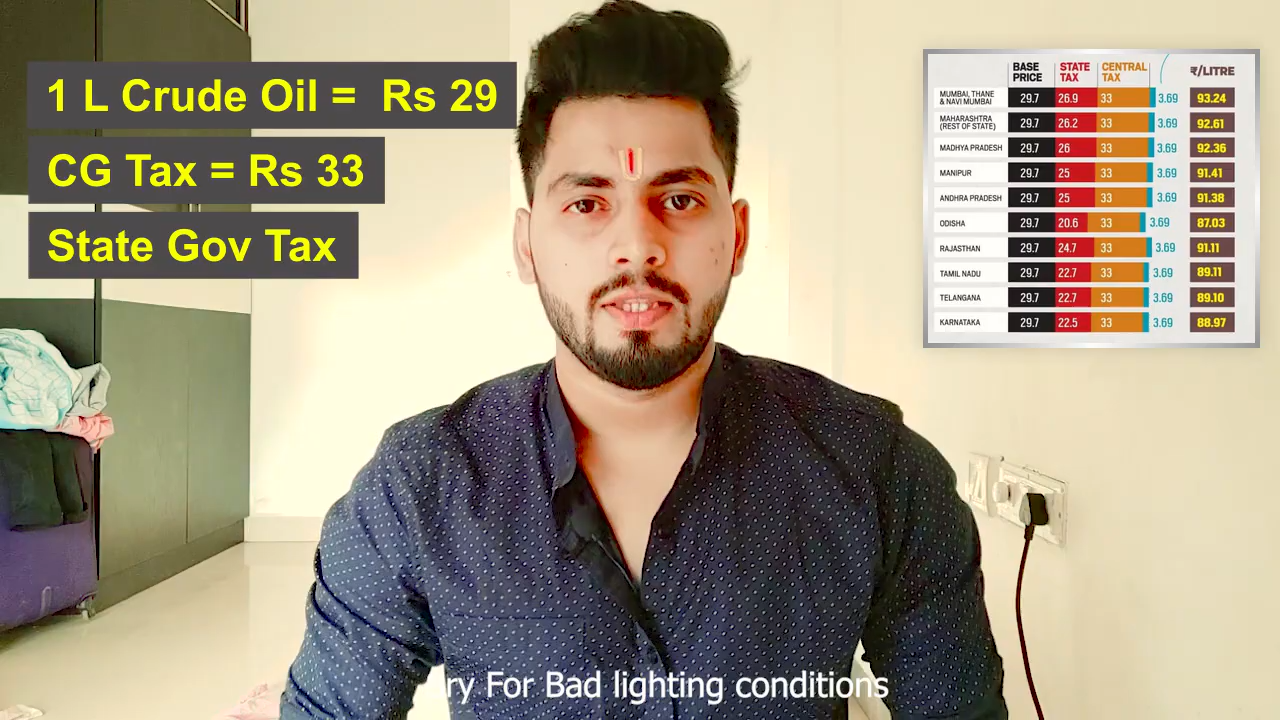 1 L Crude Oil = Rs 29
CG Tax = Rs 33
State Gov Tax
BASE PRICE STATE TAX CENTRAL TAX ₹/LITRE
MUMBAI, THANE & NAVI MUMBAI 29.7 26.9 33 3.69 93.24
MAHARASHTRA (REST OF STATE) 29.7 26.2 33 3.69 92.61
MADHYA PRADESH 29.7 26 33 3.69 92.36
MANIPUR 29.7 25 33 3.69 91.41
ANDHRA PRADESH 29.7 25 33 3.69 91.38
ODISHA 29.7 20.6 33 3.69 87.03
RAJASTHAN 29.7 24.7 33 3.69 91.11
TAMIL NADU 29.7 22.7 33 3.69 89.11
TELANGANA 29.7 22.7 33 3.69 89.10
KARNATAKA 29.7 22.5 33 3.69 88.97
ry For Bad lighting conditions